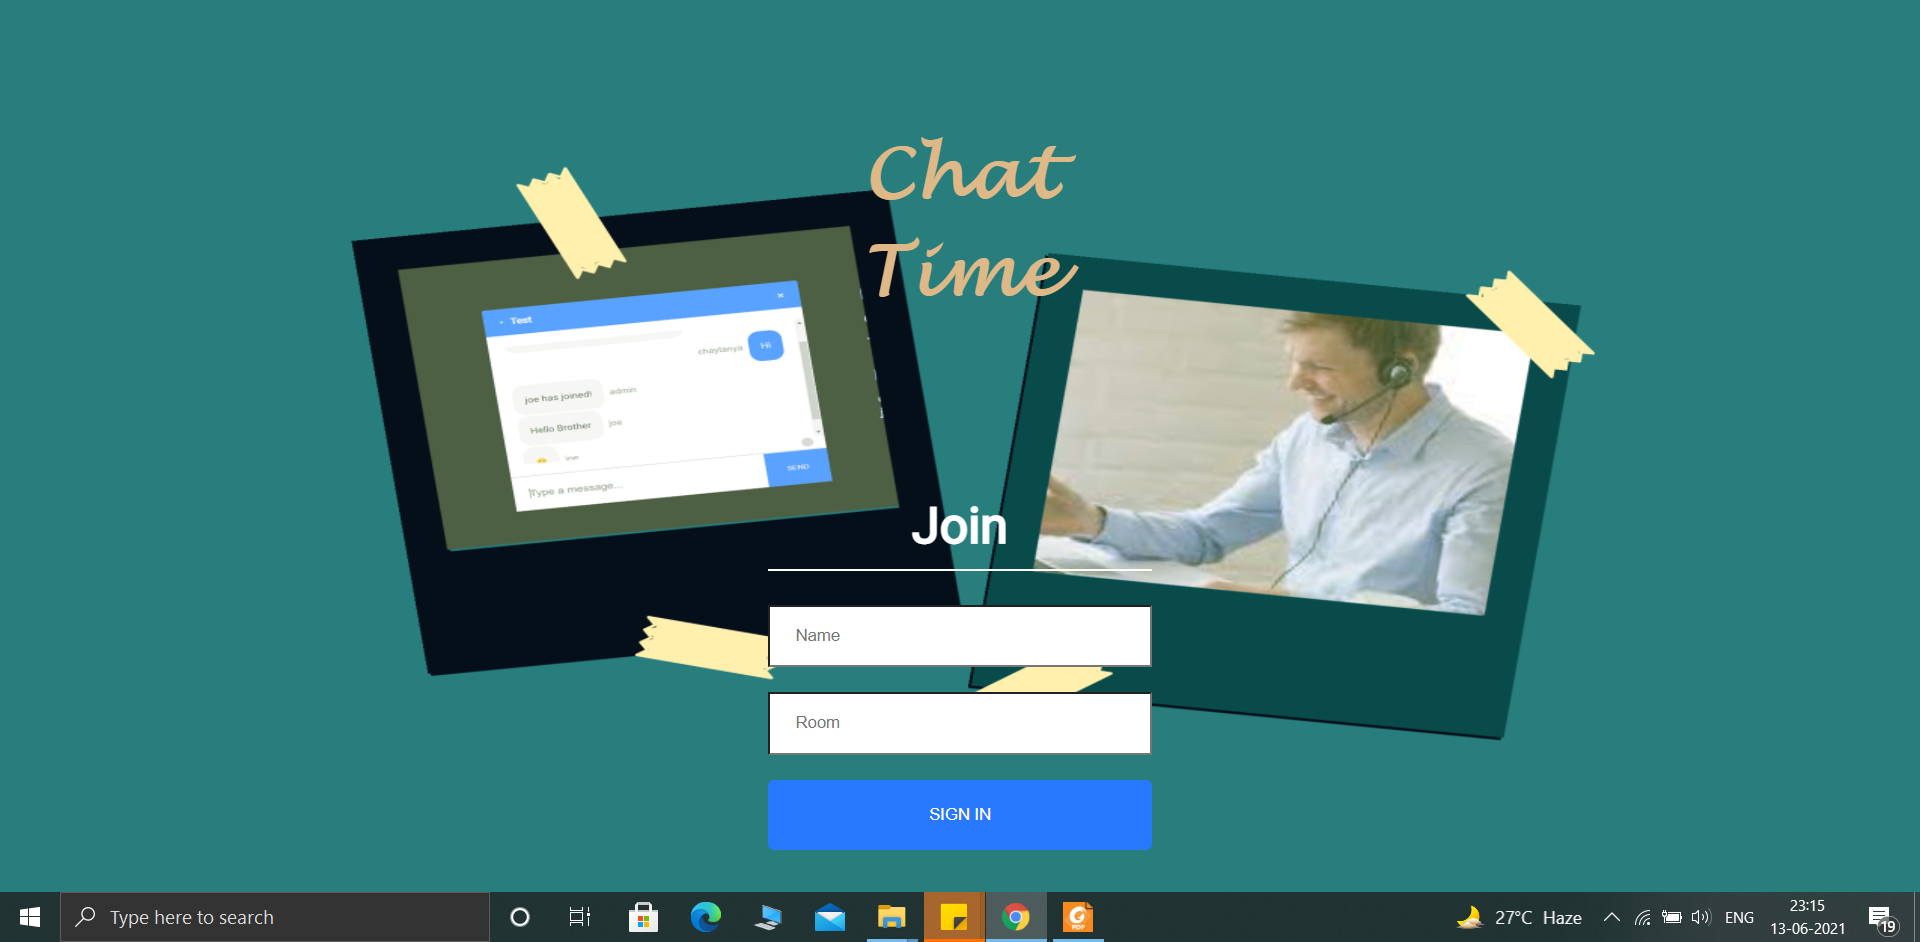 Chat
Time
Test
chaytanya
Hi
joe has joined!
admin
Hello Brother
joe
joe
Type a message...
SEND
Join
Name
Room
SIGN IN
Type here to search
PDF
27°C Haze
ENG
23:15
13-06-2021
19